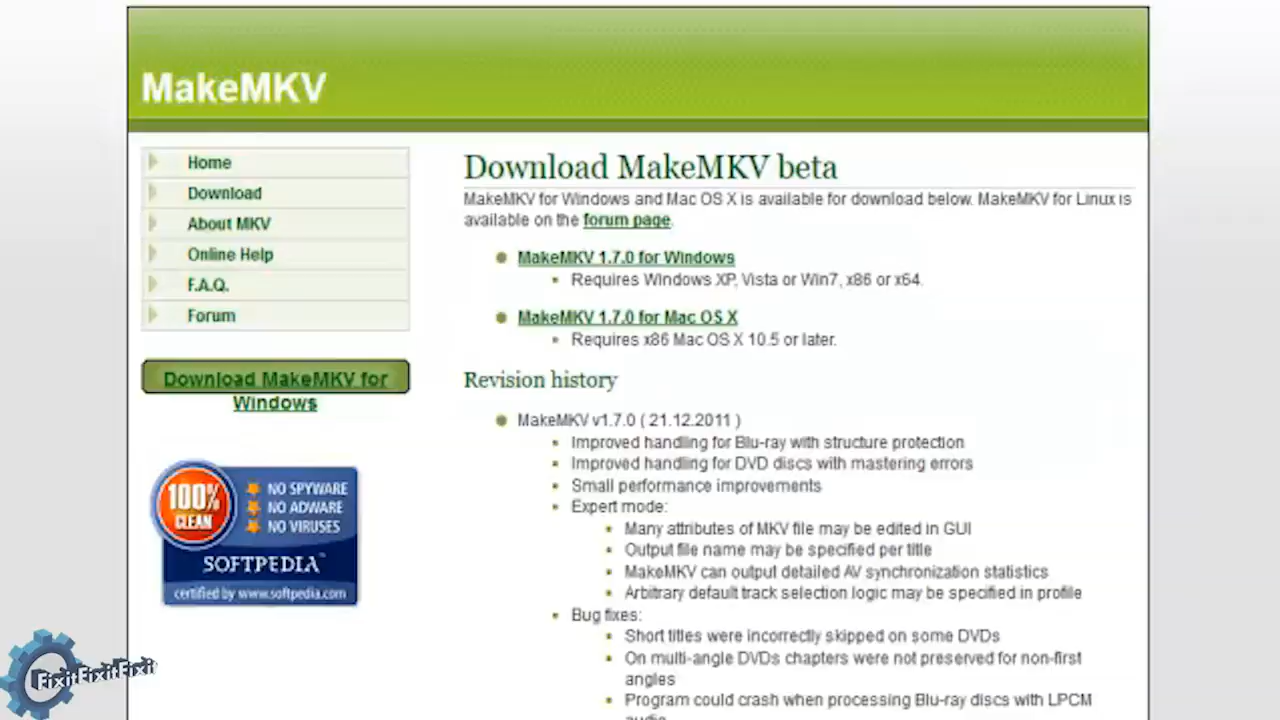 MakeMKV
Home
Download
About MKV
Online Help
F.A.Q.
Forum
Download MakeMKV for
Windows
100%
CLEAN
NO SPYWARE
NO ADWARE
NO VIRUSES
SOFTPEDIA™
certified by www.softpedia.com
Download MakeMKV beta
MakeMKV for Windows and Mac OS X is available for download below. MakeMKV for Linux is
available on the forum page.
MakeMKV 1.7.0 for Windows
Requires Windows XP, Vista or Win7, x86 or x64.
MakeMKV 1.7.0 for Mac OS X
Requires x86 Mac OS X 10.5 or later.
Revision history
MakeMKV v1.7.0 ( 21.12.2011 )
Improved handling for Blu-ray with structure protection
Improved handling for DVD discs with mastering errors
Small performance improvements
Expert mode:
Many attributes of MKV file may be edited in GUI
Output file name may be specified per title
MakeMKV can output detailed AV synchronization statistics
Arbitrary default track selection logic may be specified in profile
Bug fixes:
Short titles were incorrectly skipped on some DVDs
On multi-angle DVDs chapters were not preserved for non-first
angles
Program could crash when processing Blu-ray discs with LPCM
audio
FixitFixitFixit